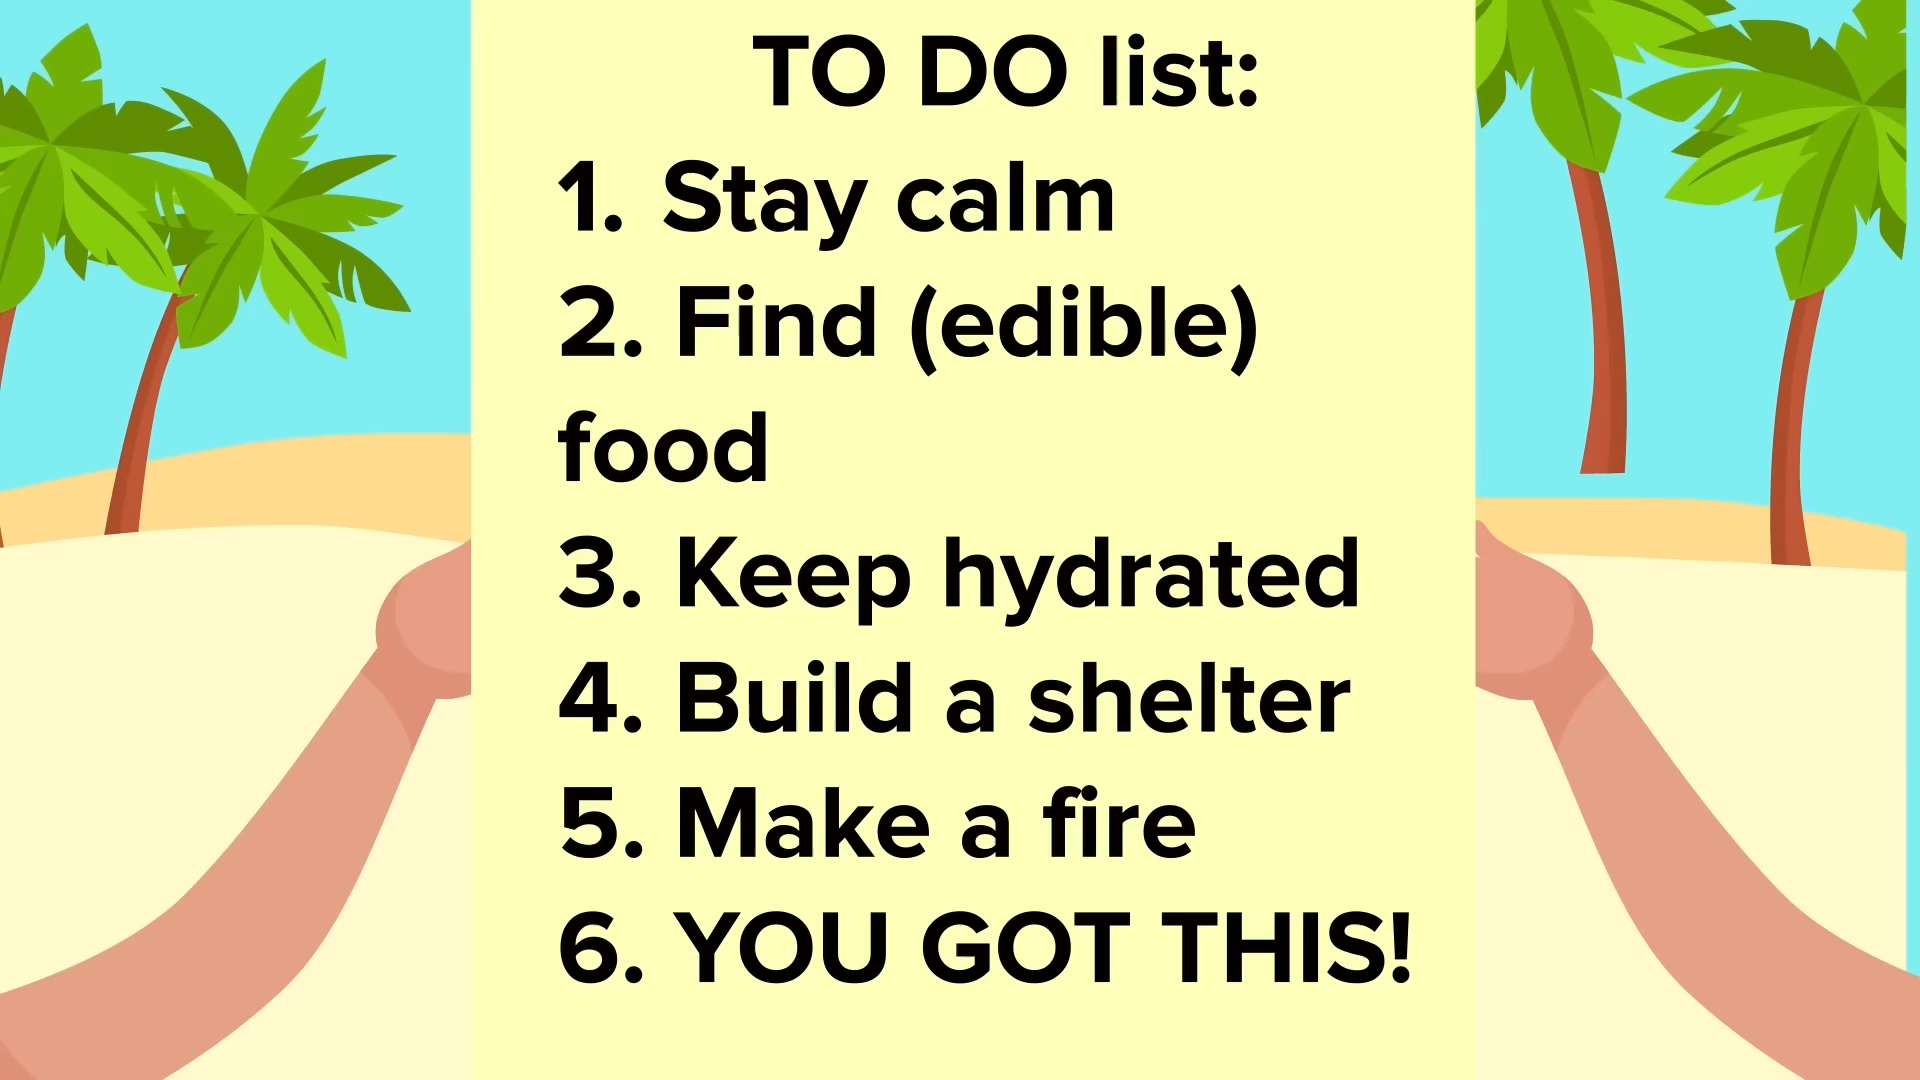 TO DO list:
1. Stay calm
2. Find (edible)
food
3. Keep hydrated
4. Build a shelter
5. Make a fire
6. YOU GOT THIS!